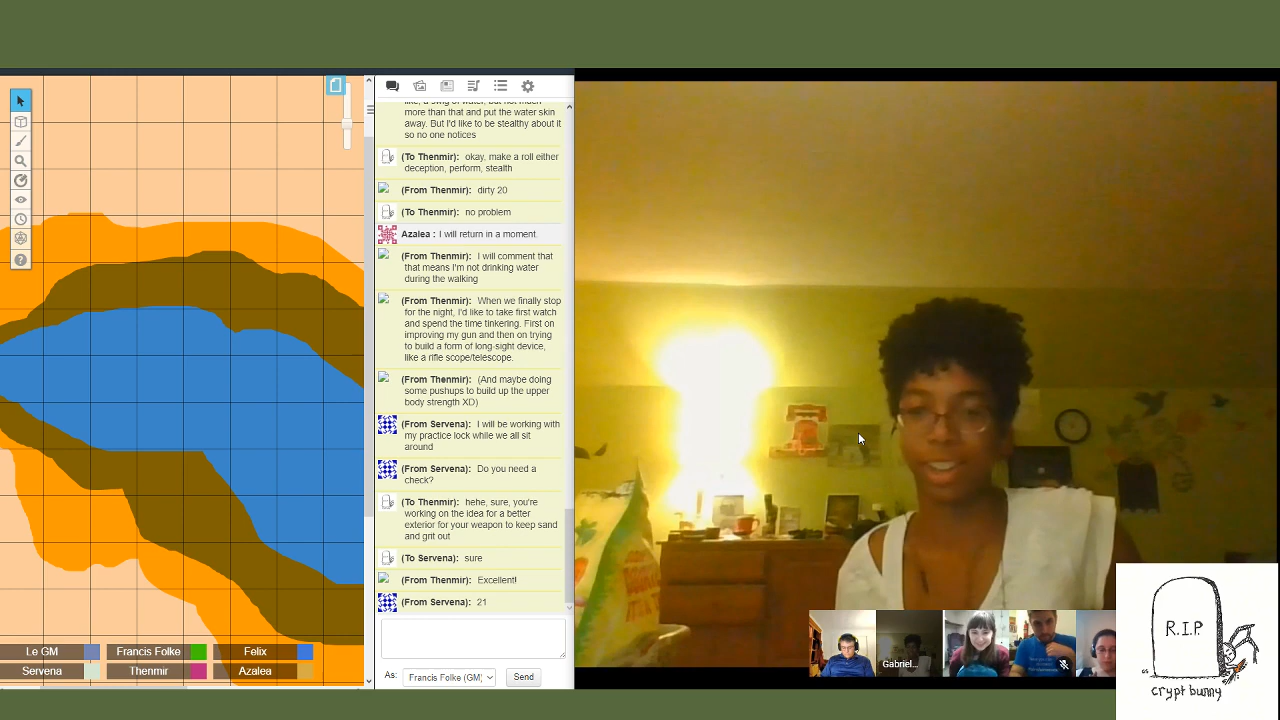 like, a swig of water, but not much
more than that and put the water skin
away. But I'd like to be stealthy about it
so no one notices
(To Thenmir): okay, make a roll either
deception, perform, stealth
(From Thenmir): dirty 20
(To Thenmir): no problem
Azalea : I will return in a moment.
(From Thenmir): I will comment that
that means I'm not drinking water
during the walking
(From Thenmir): When we finally stop
for the night, I'd like to take first watch
and spend the time tinkering. First on
improving my gun and then on trying
to build a form of long-sight device,
like a rifle scope/telescope.
(From Thenmir): (And maybe doing
some pushups to build up the upper
body strength XD)
(From Servena): I will be working with
my practice lock while we all sit
around
(From Servena): Do you need a
check?
(To Thenmir): hehe, sure, you're
working on the idea for a better
exterior for your weapon to keep sand
and grit out
(To Servena): sure
(From Thenmir): Excellent!
(From Servena): 21
As: Francis Folke (GM) Send
Le GM Francis Folke Felix
Servena Thenmir Azalea
Gabriel...
R.I.P.
crypt bunny